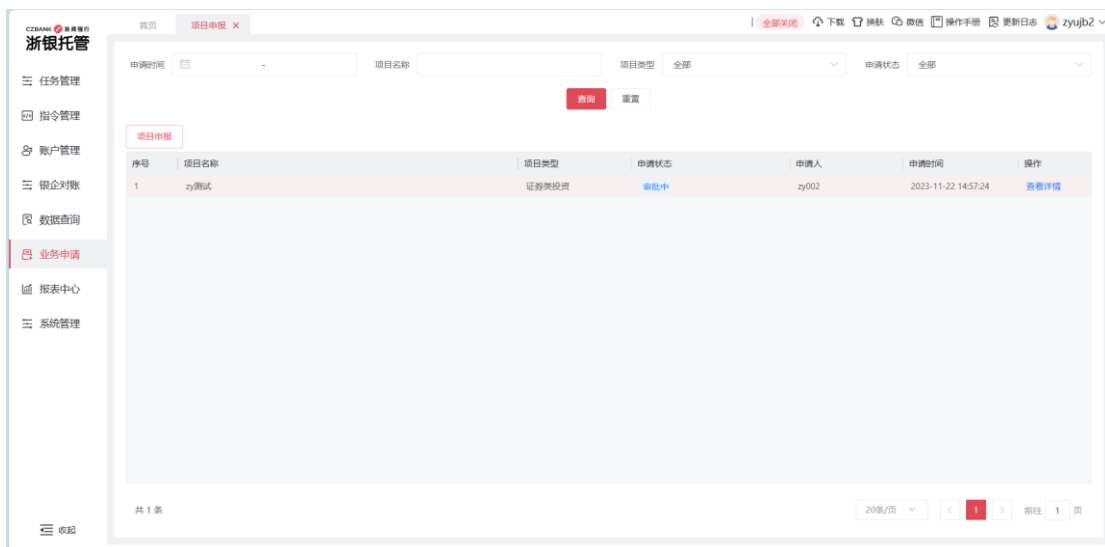 CZBANK 浙商银行
浙银托管
首页 项目申报 ×
全部关闭 下载 换肤 微信 操作手册 更新日志 zyujb2
任务管理
指令管理
账户管理
银企对账
数据查询
业务申请
报表中心
系统管理
收起
申请时间 - 项目名称 项目类型 全部 申请状态 全部
查询 重置
项目申报
序号 项目名称 项目类型 申请状态 申请人 申请时间 操作
1 zy测试 证券类投资 审批中 zy002 2023-11-22 14:57:24 查看详情
共 1 条 20条/页 < 1 > 前往 1 页